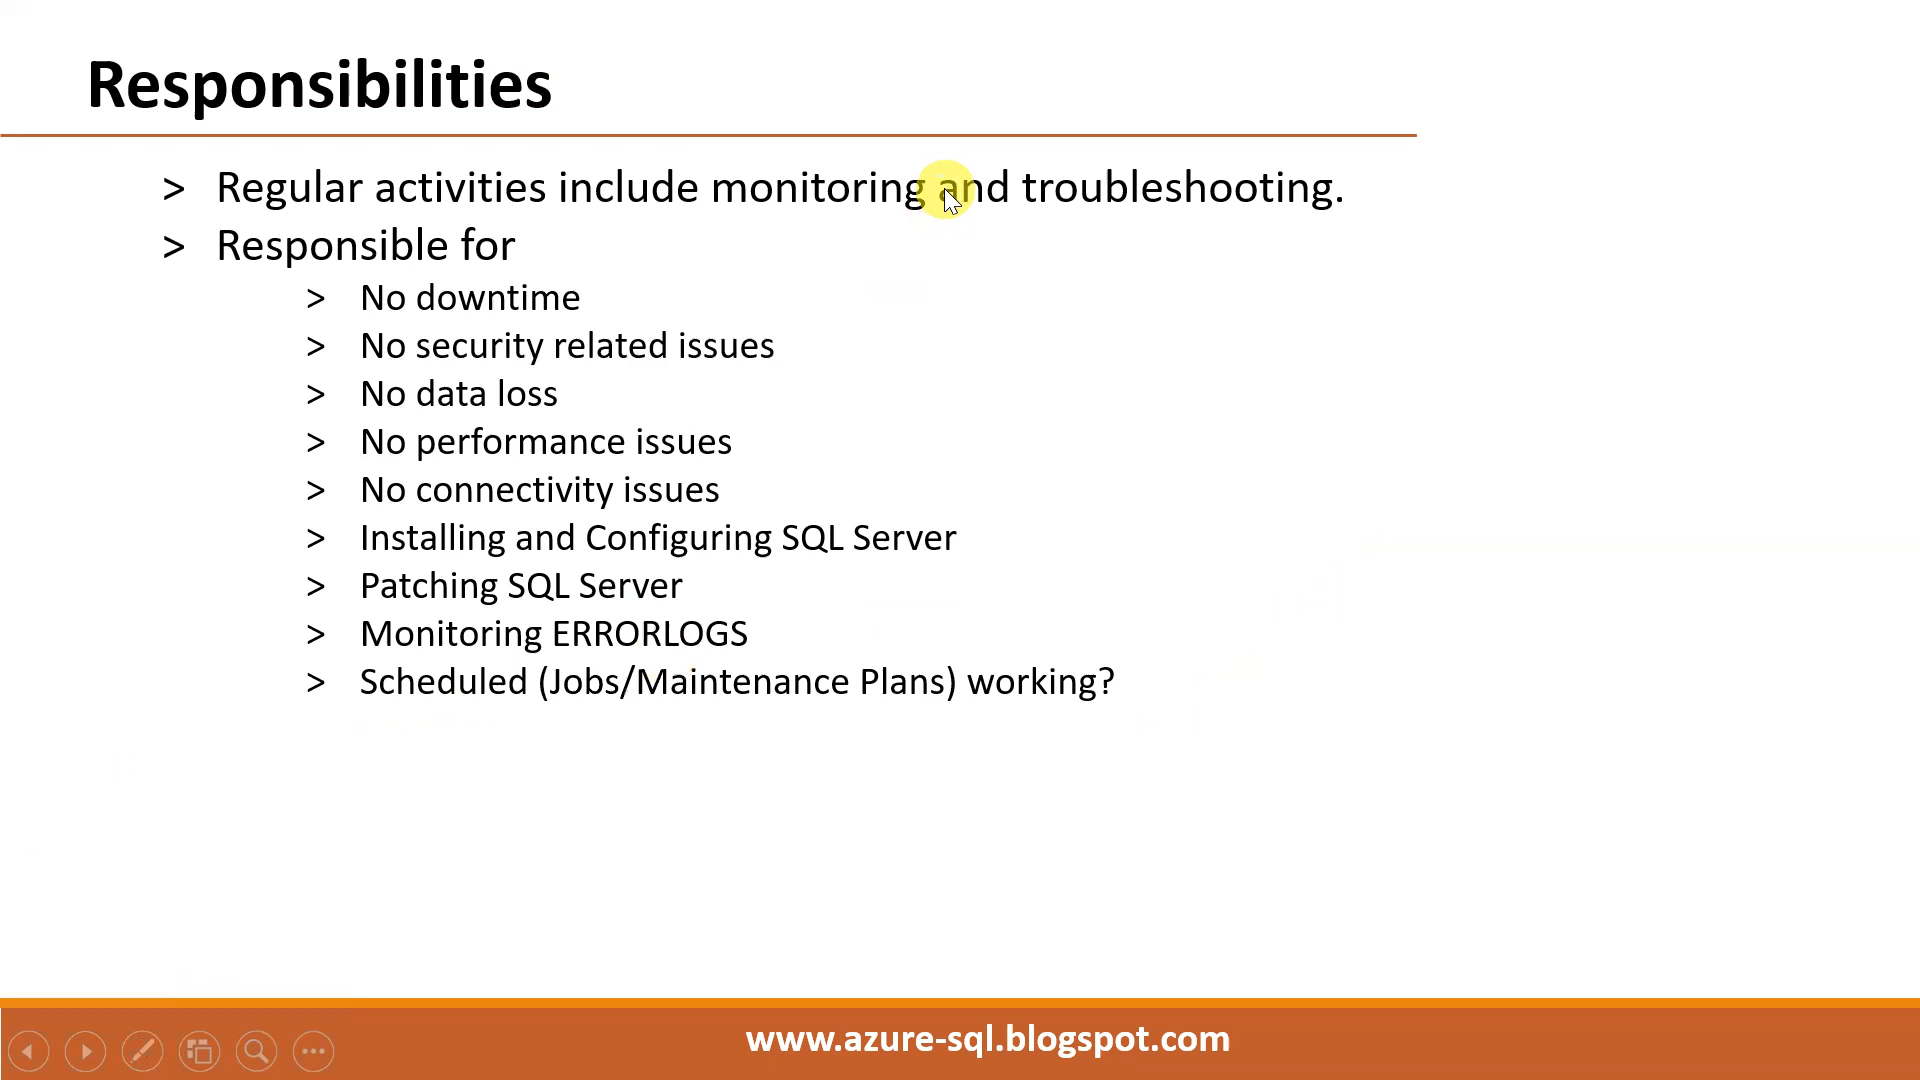 Responsibilities
> Regular activities include monitoring and troubleshooting.
> Responsible for
> No downtime
> No security related issues
> No data loss
> No performance issues
> No connectivity issues
> Installing and Configuring SQL Server
> Patching SQL Server
> Monitoring ERRORLOGS
> Scheduled (Jobs/Maintenance Plans) working?
www.azure-sql.blogspot.com